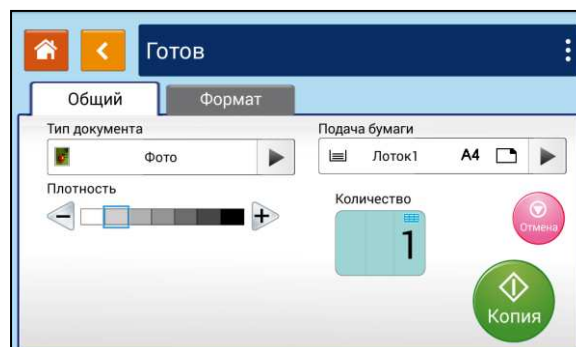 Готов
Общий Формат
Тип документа Подача бумаги
Фото Лоток1 A4
Плотность
Количество
1
Отмена
Копия